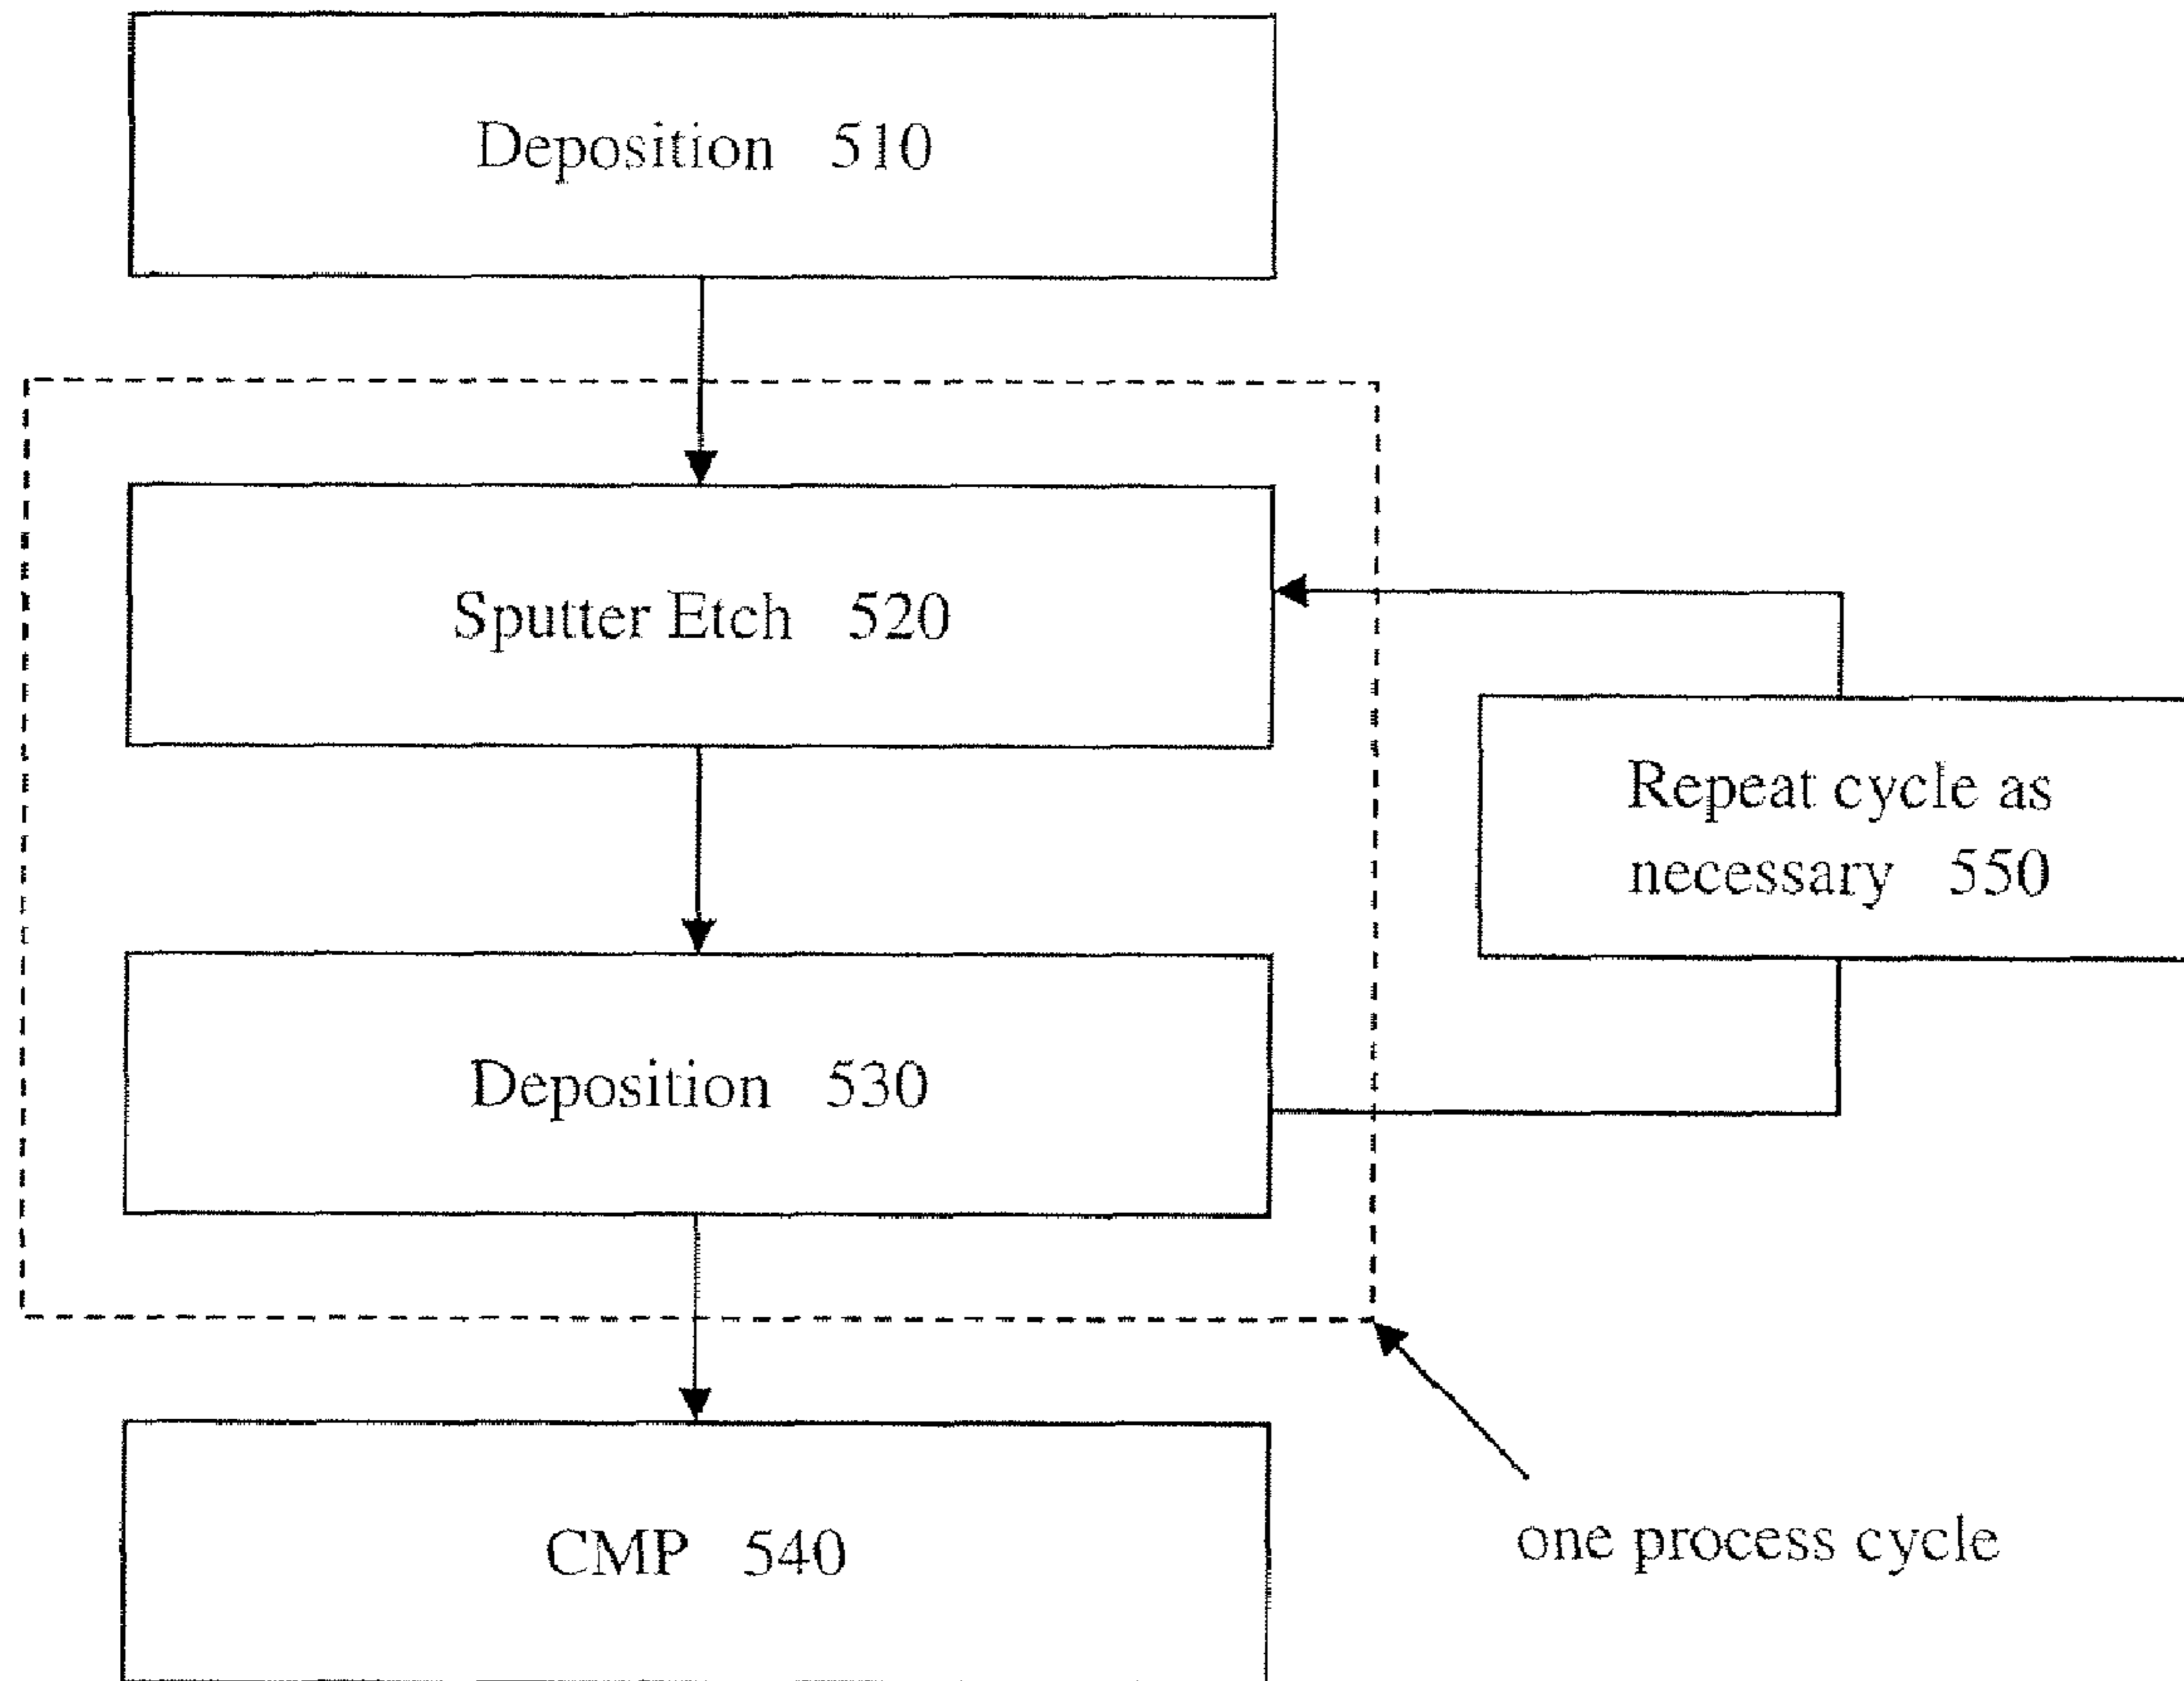 Deposition 510
Sputter Etch 520
Repeat cycle as
necessary 550
Deposition 530
CMP 540
one process cycle